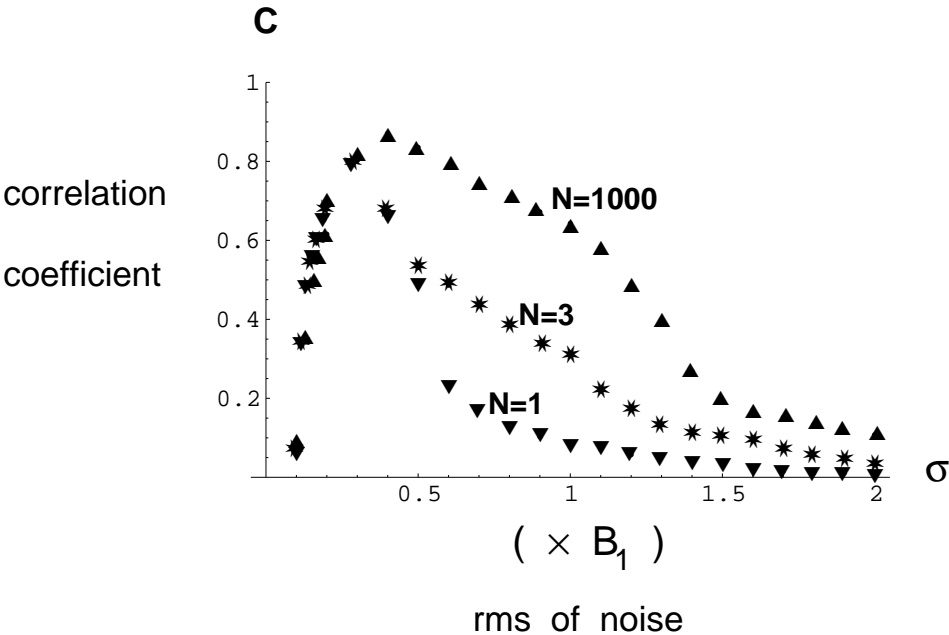 C
1
0.8
correlation
N=1000
0.6
coefficient
0.4
N=3
0.2
N=1
σ
0.5
1
1.5
2
( × B1 )
rms of noise